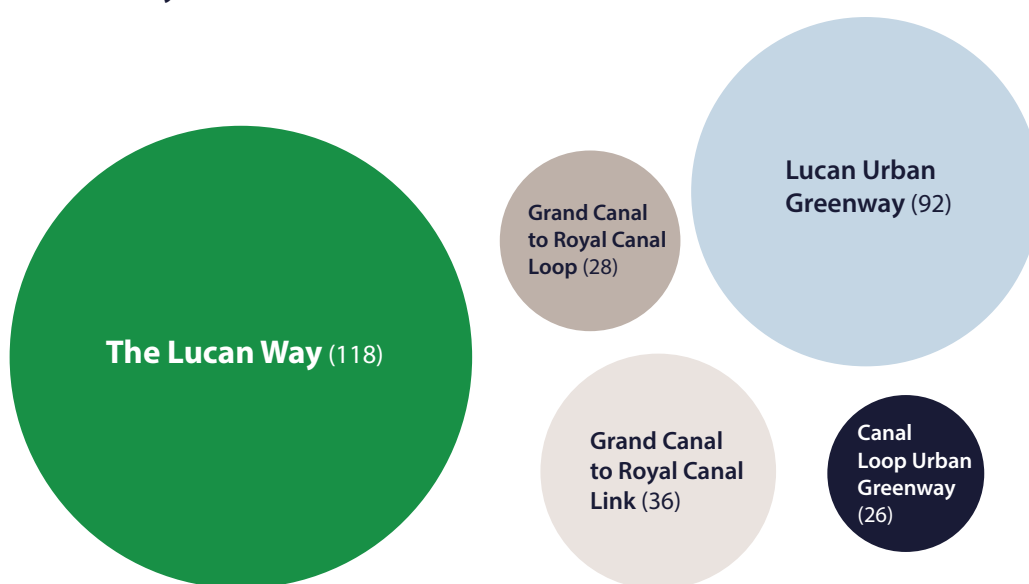 The Lucan Way (118)
Grand Canal
to Royal Canal
Loop (28)
Lucan Urban
Greenway (92)
Grand Canal
to Royal Canal
Link (36)
Canal
Loop Urban
Greenway
(26)